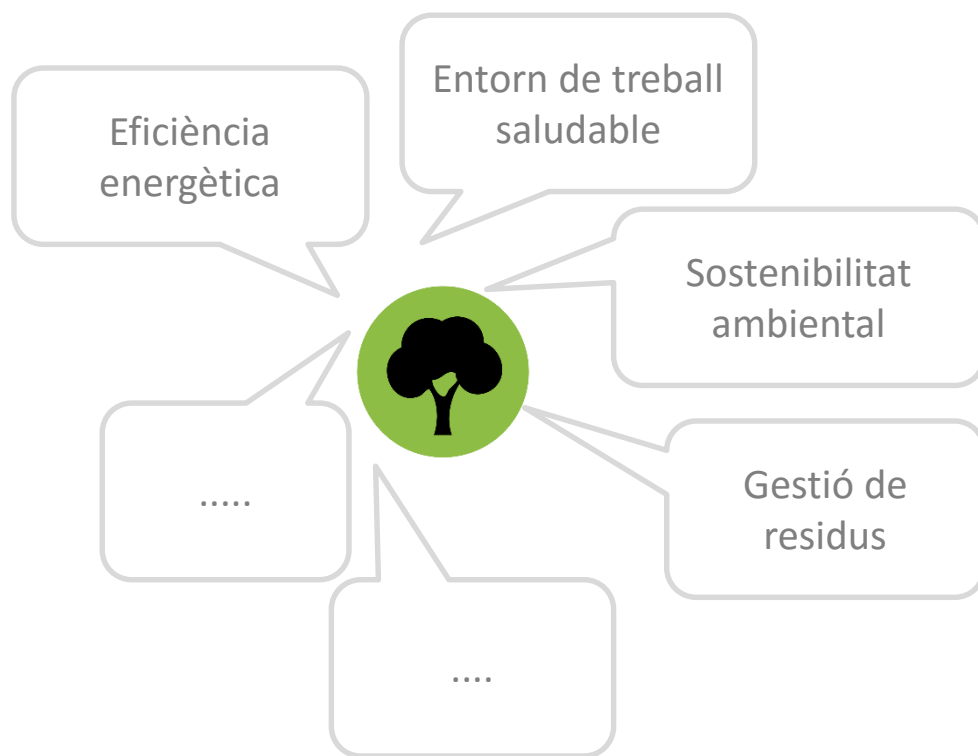 Entorn de treball
saludable
Eficiència
energètica
Sostenibilitat
ambiental
Gestió de
residus
.....
....